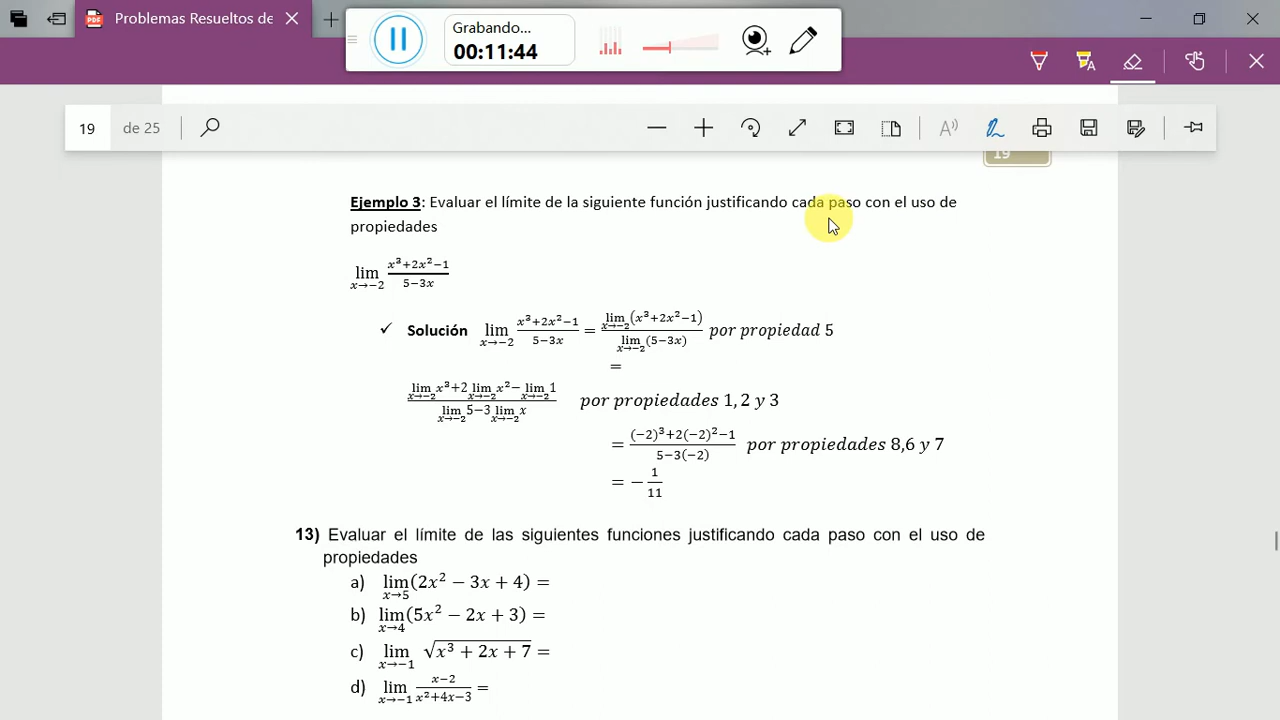 Problemas Resueltos de
Grabando...
00:11:44
19 de 25
19
Ejemplo 3: Evaluar el límite de la siguiente función justificando cada paso con el uso de
propiedades
lim x→−2 (x³+2x²−1)/(5−3x)
✓ Solución lim x→−2 (x³+2x²−1)/(5−3x) = (lim x→−2 (x³+2x²−1))/(lim x→−2 (5−3x)) por propiedad 5
=
(lim x→−2 x³+2 lim x→−2 x²− lim x→−2 1)/(lim x→−2 5−3 lim x→−2 x) por propiedades 1, 2 y 3
= ((−2)³+2(−2)²−1)/(5−3(−2)) por propiedades 8,6 y 7
= − 1/11
13) Evaluar el límite de las siguientes funciones justificando cada paso con el uso de
propiedades
a) lim x→5 (2x² − 3x + 4) =
b) lim x→4 (5x² − 2x + 3) =
c) lim x→−1 √(x³ + 2x + 7) =
d) lim x→−1 (x−2)/(x²+4x−3) =